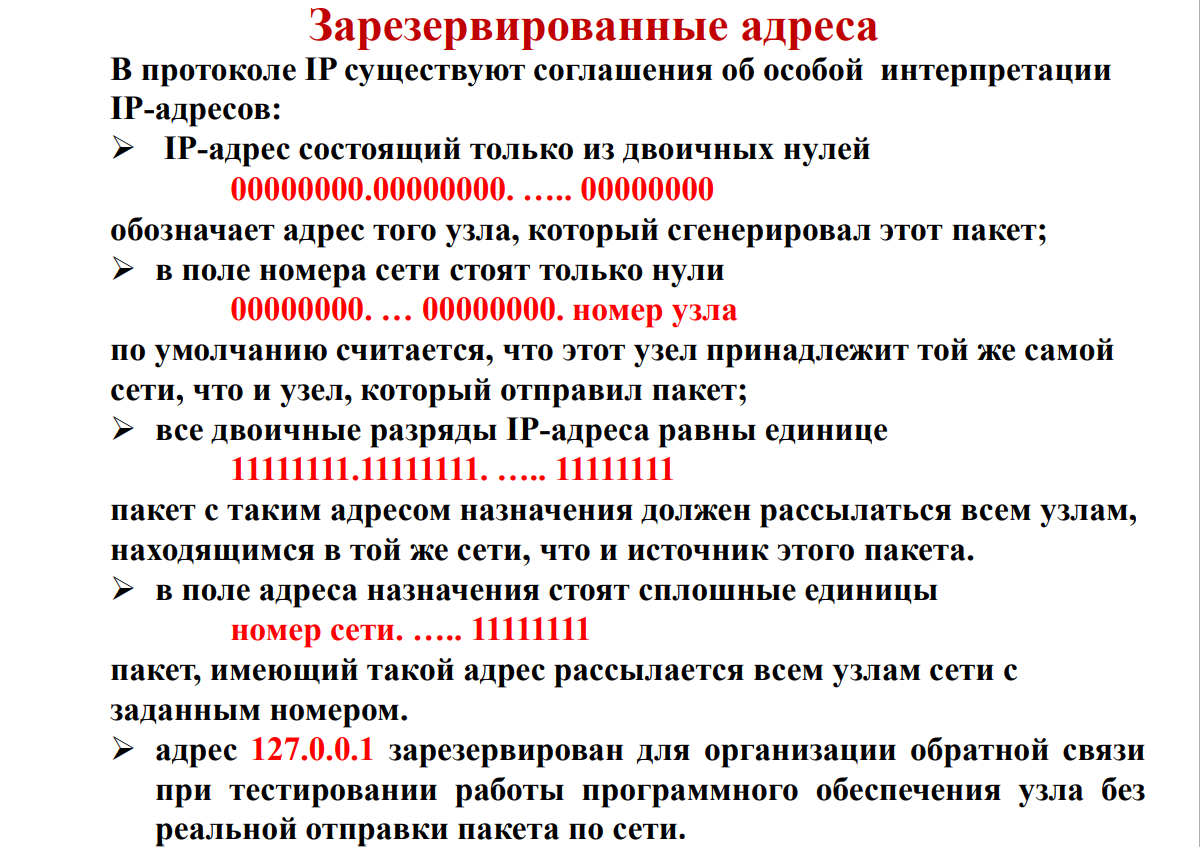 Зарезервированные адреса
В протоколе IP существуют соглашения об особой интерпретации
IP-адресов:
➢ IP-адрес состоящий только из двоичных нулей
00000000.00000000. ….. 00000000
обозначает адрес того узла, который сгенерировал этот пакет;
➢ в поле номера сети стоят только нули
00000000. … 00000000. номер узла
по умолчанию считается, что этот узел принадлежит той же самой
сети, что и узел, который отправил пакет;
➢ все двоичные разряды IP-адреса равны единице
11111111.11111111. ….. 11111111
пакет с таким адресом назначения должен рассылаться всем узлам,
находящимся в той же сети, что и источник этого пакета.
➢ в поле адреса назначения стоят сплошные единицы
номер сети. ….. 11111111
пакет, имеющий такой адрес рассылается всем узлам сети с
заданным номером.
➢ адрес 127.0.0.1 зарезервирован для организации обратной связи
при тестировании работы программного обеспечения узла без
реальной отправки пакета по сети.